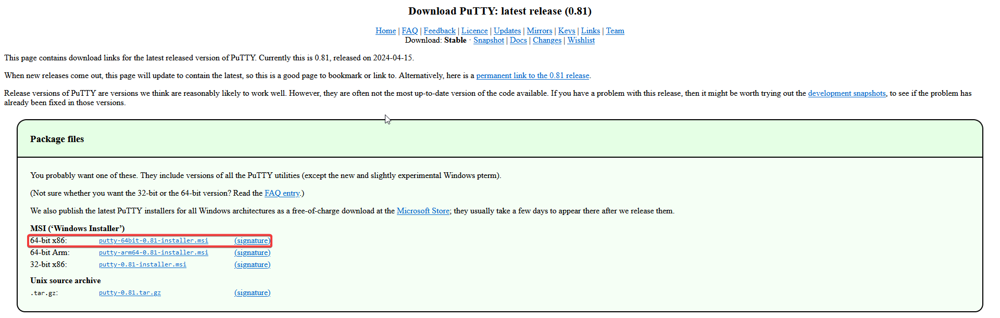 Download PuTTY: latest release (0.81)
Home | FAQ | Feedback | Licence | Updates | Mirrors | Keys | Links | Team
Download: Stable · Snapshot | Docs | Changes | Wishlist
This page contains download links for the latest released version of PuTTY. Currently this is 0.81, released on 2024-04-15.
When new releases come out, this page will update to contain the latest, so this is a good page to bookmark or link to. Alternatively, here is a permanent link to the 0.81 release.
Release versions of PuTTY are versions we think are reasonably likely to work well. However, they are often not the most up-to-date version of the code available. If you have a problem with this release, then it might be worth trying out the development snapshots, to see if the problem has
already been fixed in those versions.
Package files
You probably want one of these. They include versions of all the PuTTY utilities (except the new and slightly experimental Windows pterm).
(Not sure whether you want the 32-bit or the 64-bit version? Read the FAQ entry.)
We also publish the latest PuTTY installers for all Windows architectures as a free-of-charge download at the Microsoft Store; they usually take a few days to appear there after we release them.
MSI (‘Windows Installer’)
64-bit x86: putty-64bit-0.81-installer.msi (signature)
64-bit Arm: putty-arm64-0.81-installer.msi (signature)
32-bit x86: putty-0.81-installer.msi (signature)
Unix source archive
.tar.gz: putty-0.81.tar.gz (signature)